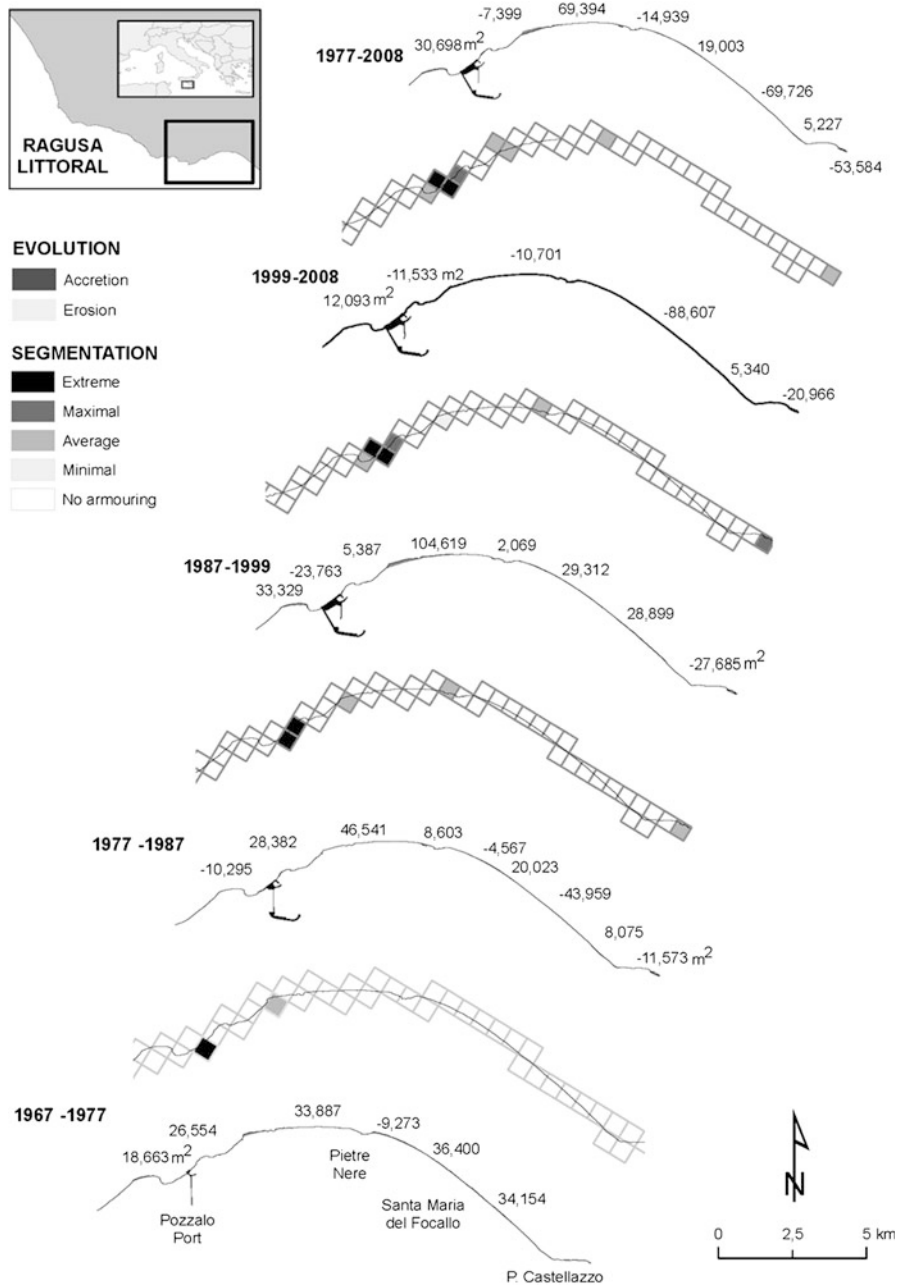 69,394
-7,399
-14,939
30,698 m2
19,003
1977-2008
-69,726
5,227
-53,584
RAGUSA
LITTORAL
EVOLUTION
Accretion
Erosion
SEGMENTATION
Extreme
Maximal
Average
Minimal
No armouring
-10,701
1999-2008
-11,533 m2
12,093 m2
-88,607
5,340
-20,966
104,619
2,069
5,387
1987-1999
-23,763
29,312
33,329
28,899
-27,685 m2
46,541
8,603
1977 -1987
28,382
-4,567
-10,295
20,023
-43,959
8,075
-11,573 m2
1967 -1977
33,887
26,554
-9,273
18,663 m2
36,400
Pietre
Nere
34,154
Santa Maria
del Focallo
Pozzalo
Port
P. Castellazzo
N
0 2,5 5 km